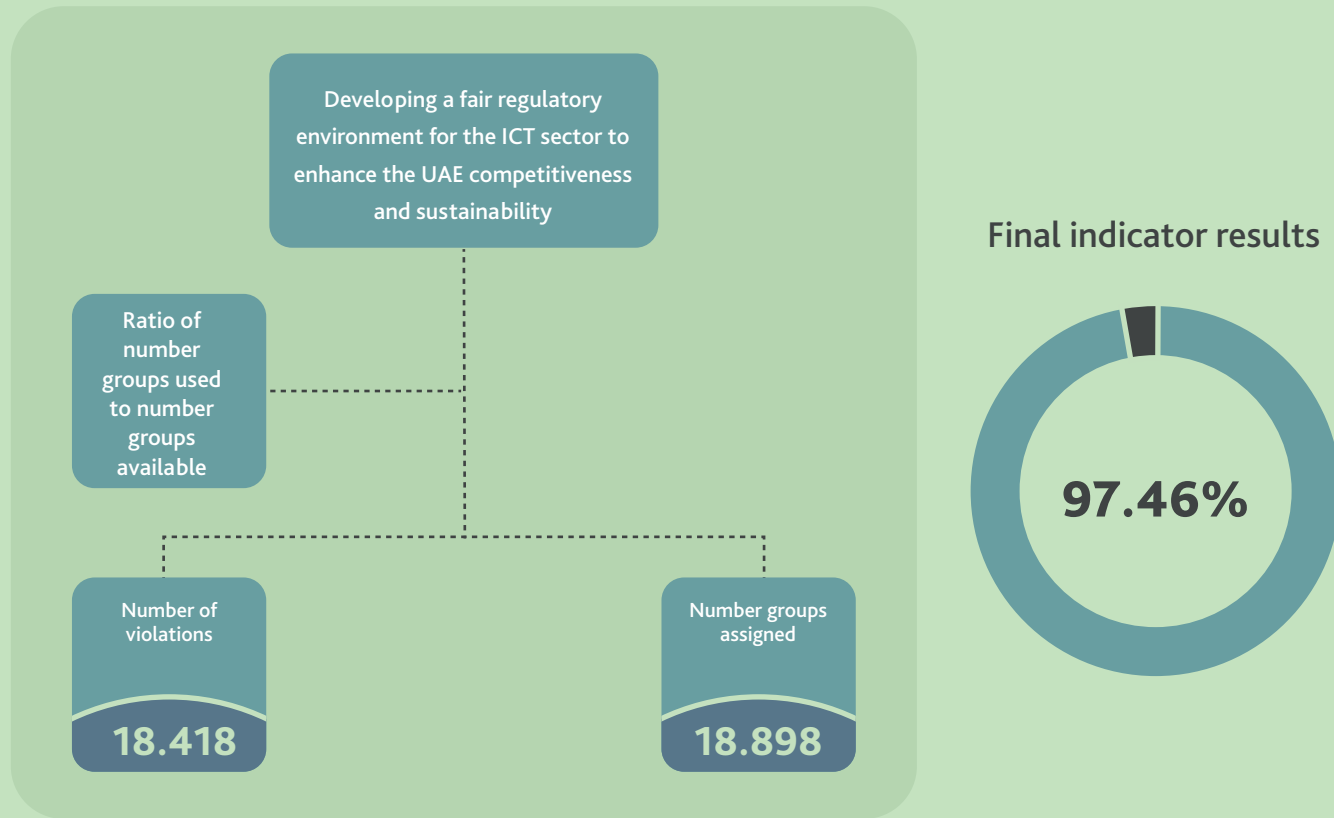 Developing a fair regulatory
environment for the ICT sector to
enhance the UAE competitiveness
and sustainability
Ratio of
number
groups used
to number
groups
available
Number of
violations
18.418
Number groups
assigned
18.898
Final indicator results
97.46%